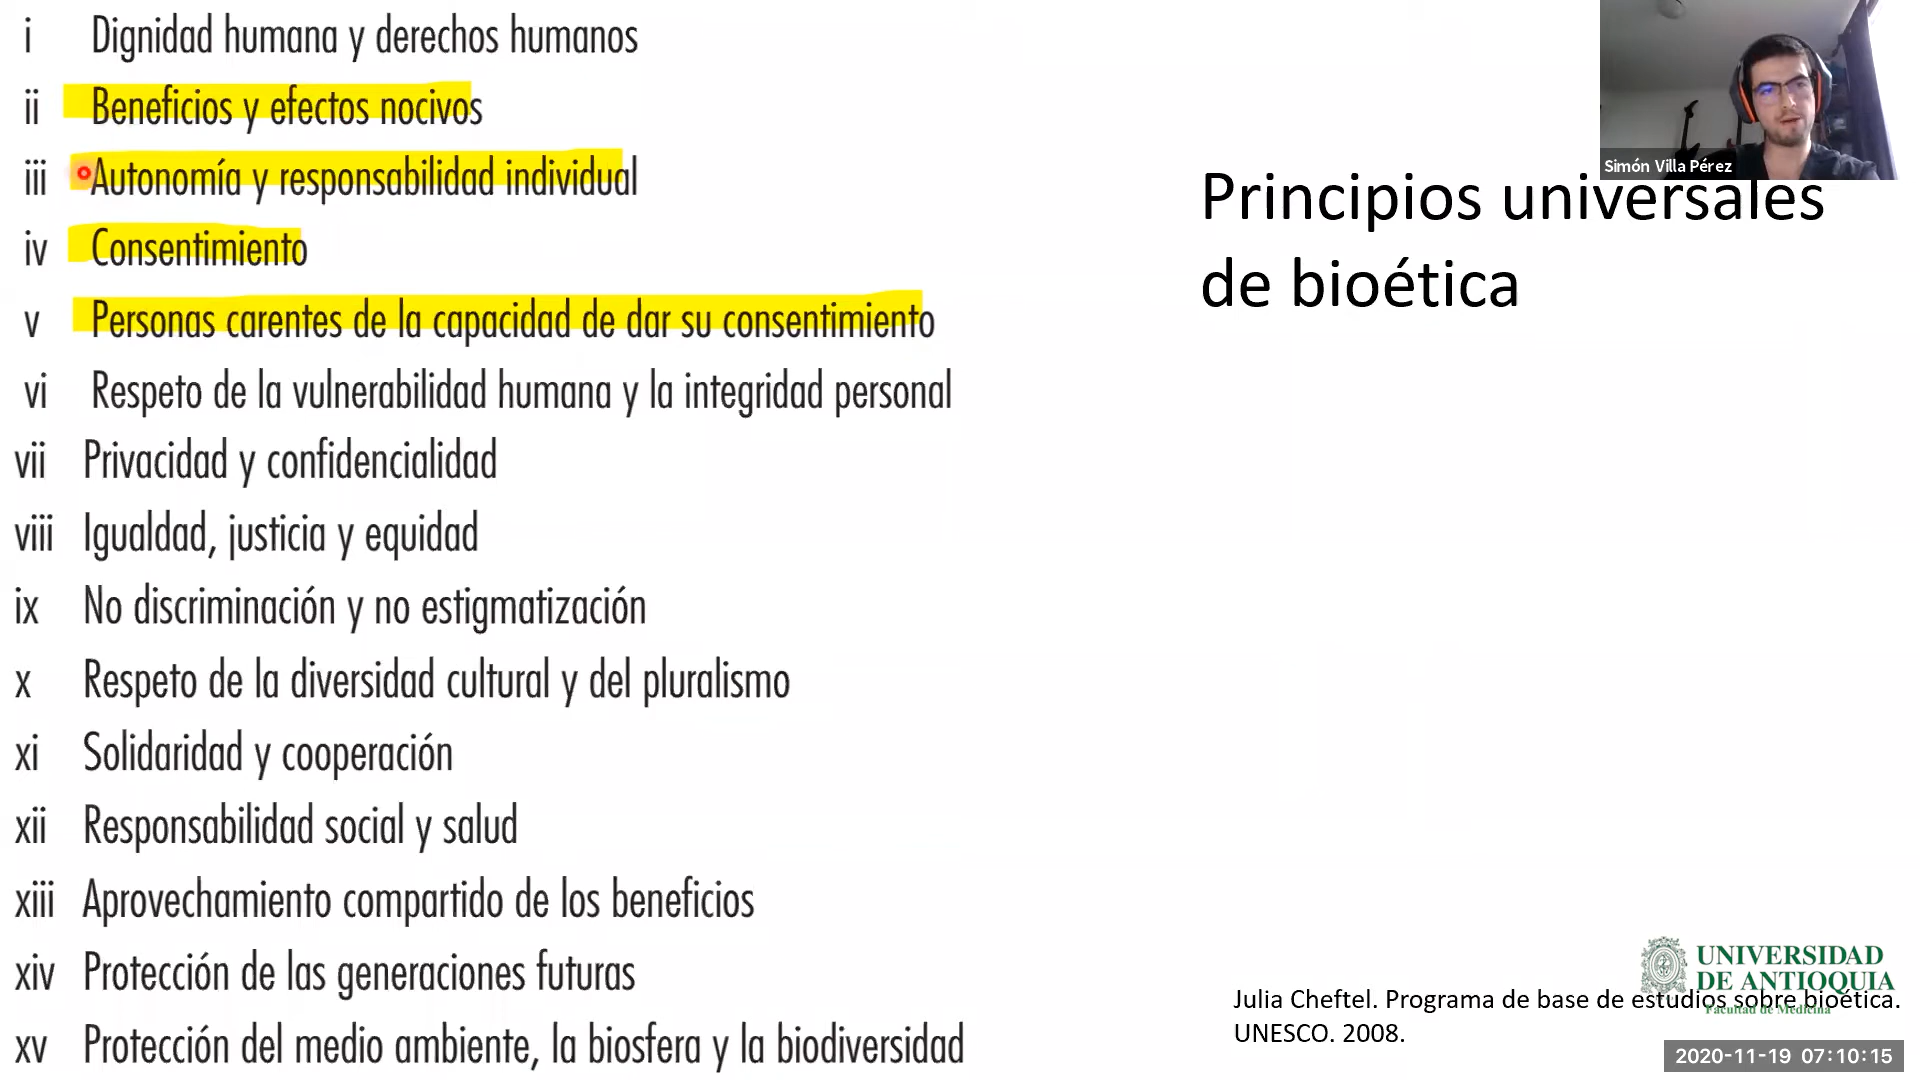 i Dignidad humana y derechos humanos
ii Beneficios y efectos nocivos
iii Autonomía y responsabilidad individual
iv Consentimiento
v Personas carentes de la capacidad de dar su consentimiento
vi Respeto de la vulnerabilidad humana y la integridad personal
vii Privacidad y confidencialidad
viii Igualdad, justicia y equidad
ix No discriminación y no estigmatización
x Respeto de la diversidad cultural y del pluralismo
xi Solidaridad y cooperación
xii Responsabilidad social y salud
xiii Aprovechamiento compartido de los beneficios
xiv Protección de las generaciones futuras
xv Protección del medio ambiente, la biosfera y la biodiversidad
Simón Villa Pérez
Principios universales
de bioética
UNIVERSIDAD
DE ANTIOQUIA
Facultad de Medicina
Julia Cheftel. Programa de base de estudios sobre bioética.
UNESCO. 2008.
2020-11-19 07:10:15